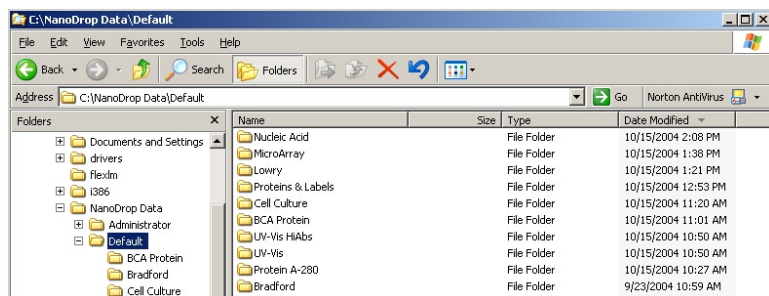 C:\NanoDrop Data\Default
File Edit View Favorites Tools Help
Back Search Folders
Address C:\NanoDrop Data\Default Go Norton AntiVirus
Folders
Documents and Settings
drivers
flexlm
i386
NanoDrop Data
Administrator
Default
BCA Protein
Bradford
Cell Culture
Name Size Type Date Modified
Nucleic Acid File Folder 10/15/2004 2:08 PM
MicroArray File Folder 10/15/2004 1:38 PM
Lowry File Folder 10/15/2004 1:21 PM
Proteins & Labels File Folder 10/15/2004 12:53 PM
Cell Culture File Folder 10/15/2004 11:20 AM
BCA Protein File Folder 10/15/2004 11:01 AM
UV-Vis HiAbs File Folder 10/15/2004 10:50 AM
UV-Vis File Folder 10/15/2004 10:50 AM
Protein A-280 File Folder 10/15/2004 10:27 AM
Bradford File Folder 9/23/2004 10:59 AM